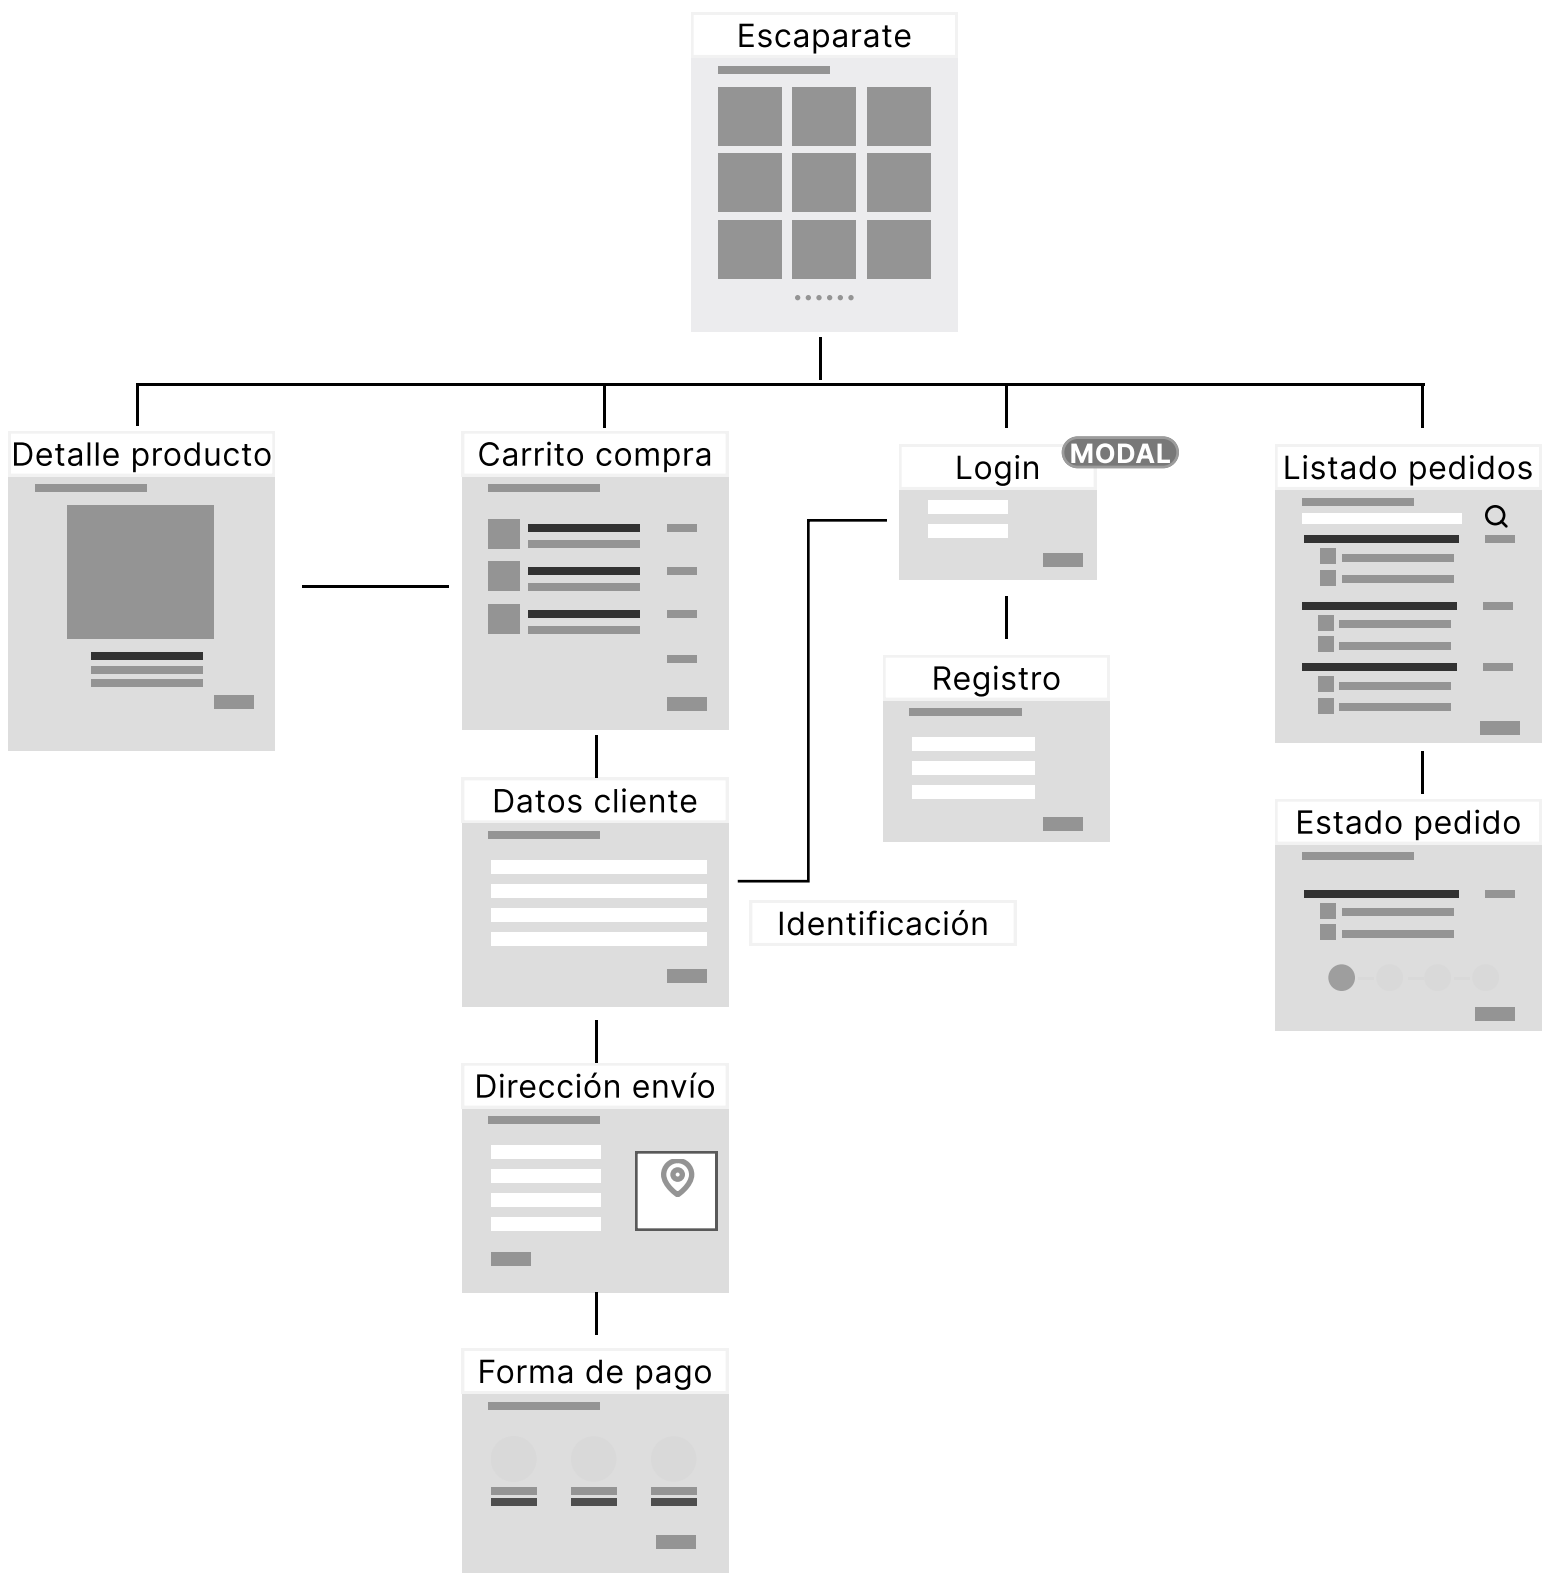 Escaparate
Detalle producto
Carrito compra
Login
MODAL
Listado pedidos
Registro
Datos cliente
Estado pedido
Identificación
Dirección envío
Forma de pago